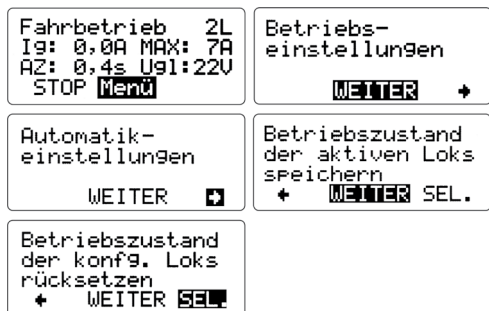 Fahrbetrieb 2L
Ig: 0,0A MAX: 7A
AZ: 0,4s Ugl:22V
STOP Menü
Betriebs-
einstellungen
WEITER →
Automatik-
einstellungen
WEITER →
Betriebszustand
der aktiven Loks
speichern
← WEITER SEL.
Betriebszustand
der konfg. Loks
rücksetzen
← WEITER SEL.